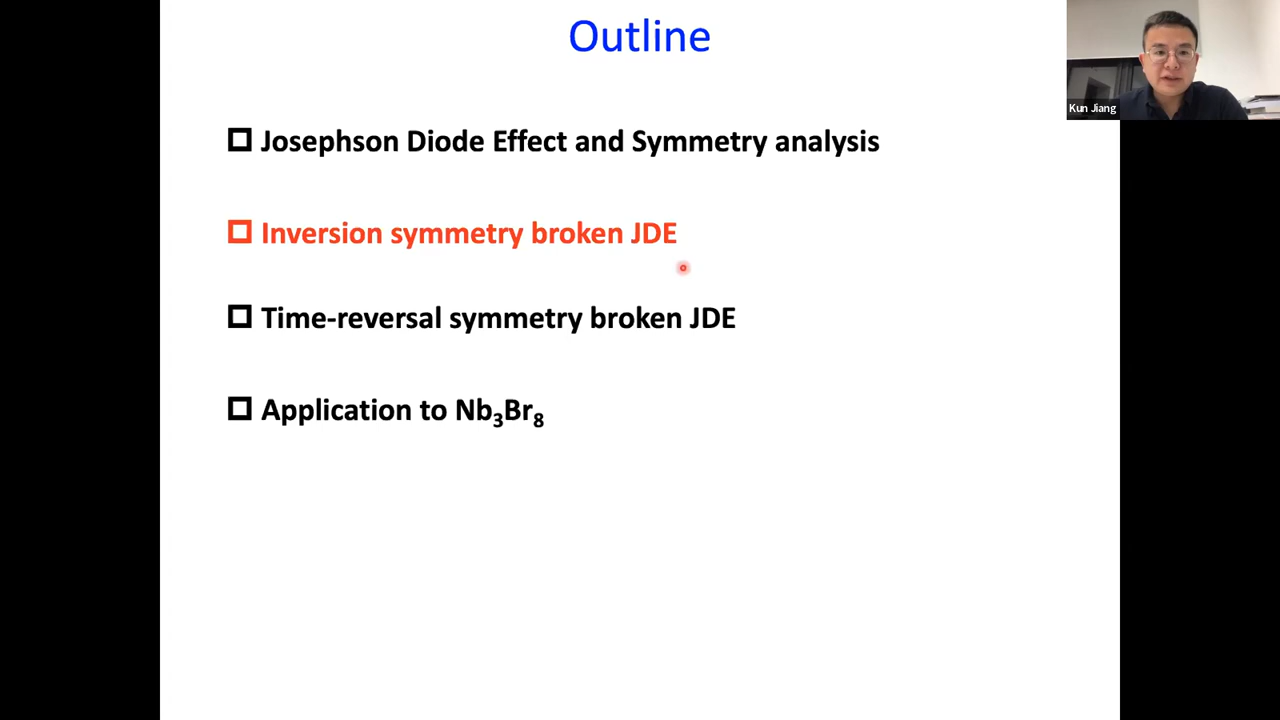 Outline
Kun Jiang
Josephson Diode Effect and Symmetry analysis
Inversion symmetry broken JDE
Time-reversal symmetry broken JDE
Application to Nb₃Br₈